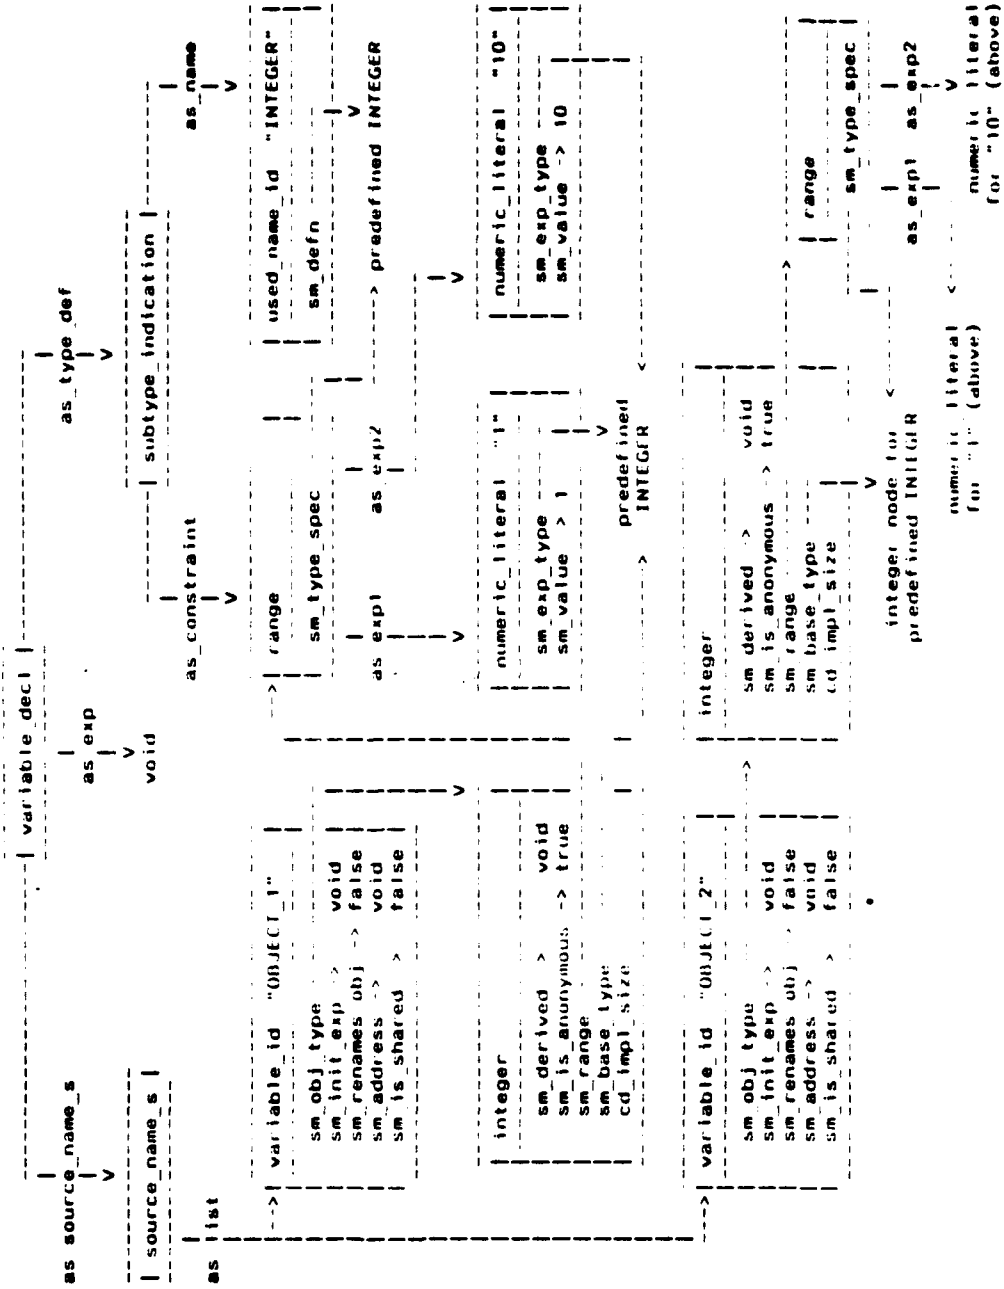 variable_decl
as_source_name_s
as_exp
as_type_def
void
source_name_s
subtype_indication
as_list
as_constraint
as_name
variable_id "OBJECT_1"
sm_obj_type
sm_init_exp -> void
sm_renames_obj -> false
sm_address -> void
sm_is_shared > false
range
sm_type_spec
used_name_id "INTEGER"
sm_defn
predefined INTEGER
as_exp1
as_exp2
integer
sm_derived > void
sm_is_anonymous -> true
sm_range
sm_base_type
cd_impl_size
numeric_literal "1"
sm_exp_type
sm_value > 1
numeric_literal "10"
sm_exp_type
sm_value -> 10
predefined
INTEGER
variable_id "OBJECT_2"
sm_obj_type
sm_init_exp -> void
sm_renames_obj > false
sm_address -> void
sm_is_shared > false
integer
sm_derived -> void
sm_is_anonymous -> true
sm_range
sm_base_type
cd_impl_size
range
sm_type_spec
as_exp1 as_exp2
integer node for
predefined INTEGER
numeric literal
for "1" (above)
numeric literal
for "10" (above)